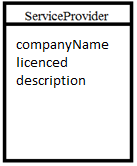 ServiceProvider
companyName
licenced
description